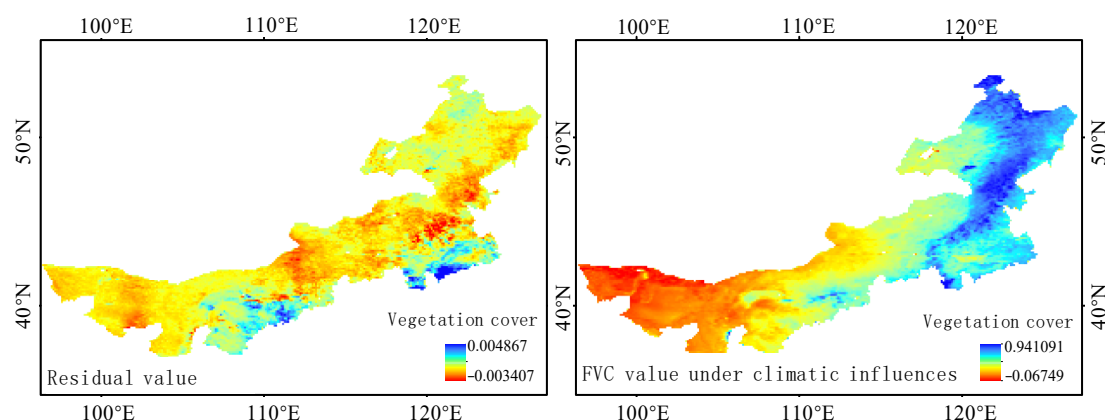 100°E 110°E 120°E 100°E 110°E 120°E
50°N 50°N 50°N
40°N 40°N 40°N
Vegetation cover Vegetation cover
0.004867 0.941091
-0.003407 -0.06749
Residual value FVC value under climatic influences
100°E 110°E 120°E 100°E 110°E 120°E